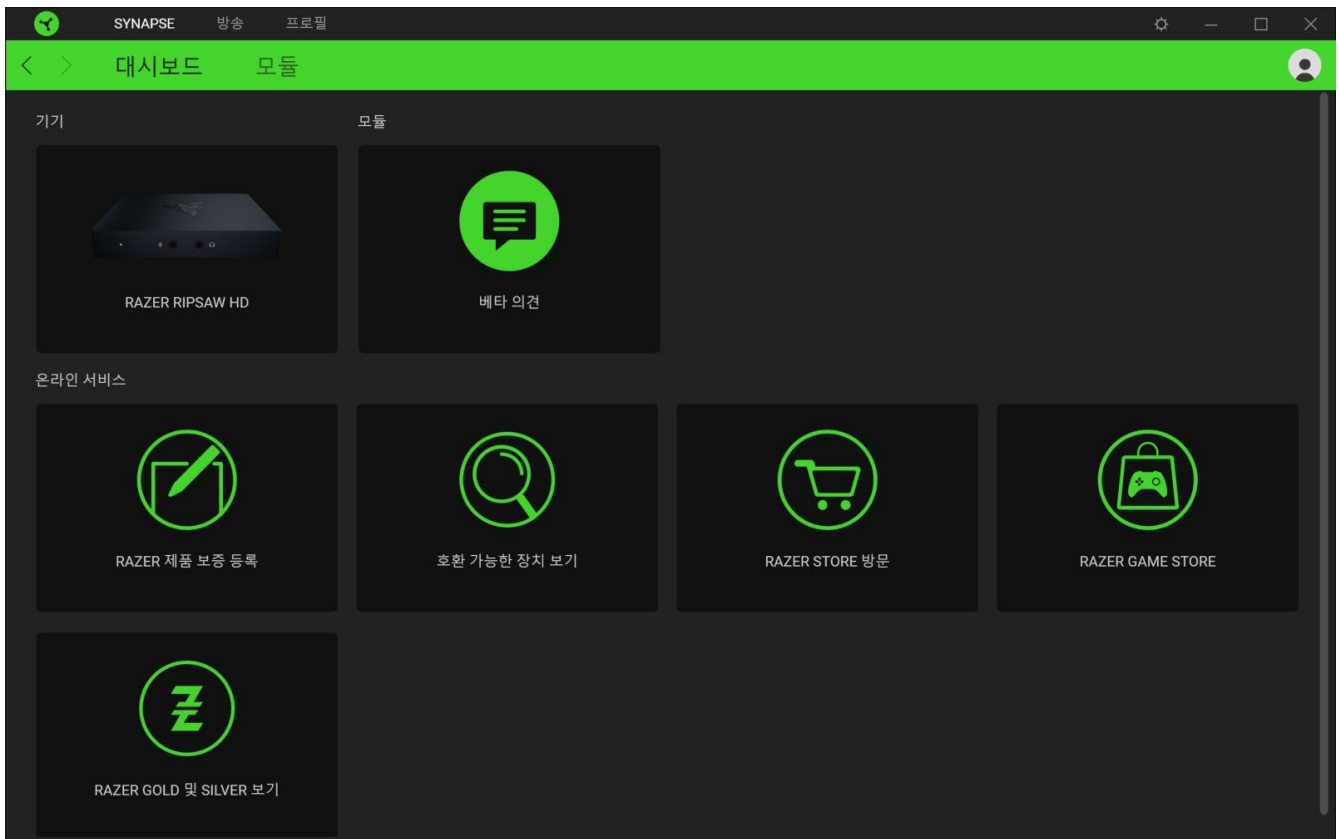 SYNAPSE 방송 프로필
대시보드 모듈
기기 모듈
RAZER RIPSAW HD
베타 의견
온라인 서비스
RAZER 제품 보증 등록
호환 가능한 장치 보기
RAZER STORE 방문
RAZER GAME STORE
RAZER GOLD 및 SILVER 보기